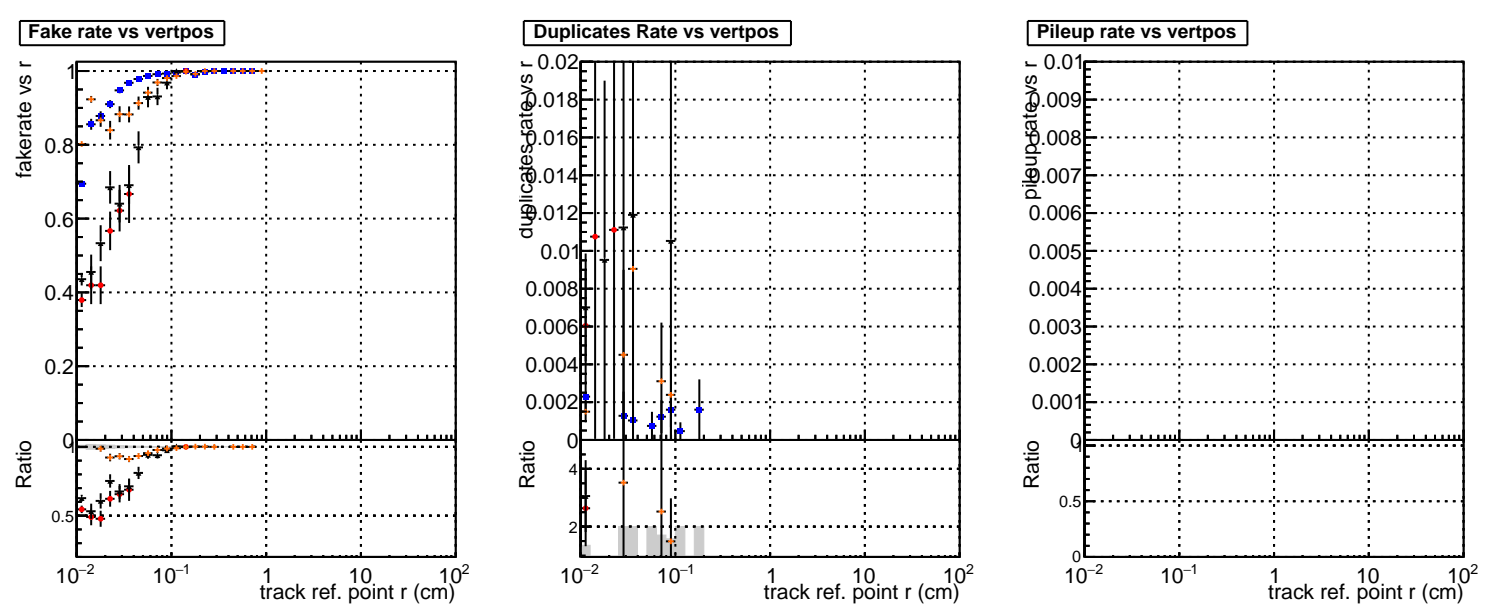 Fake rate vs vertpos
fakerate vs r
1
0.8
0.6
0.4
0.2
0
Ratio
1
0.5
10⁻² 10⁻¹ 1 10 10²
track ref. point r (cm)
Duplicates Rate vs vertpos
duplicates rate vs r
0.02
0.018
0.016
0.014
0.012
0.01
0.008
0.006
0.004
0.002
0
Ratio
4
2
10⁻² 10⁻¹ 1 10 10²
track ref. point r (cm)
Pileup rate vs vertpos
pileup rate vs r
0.01
0.009
0.008
0.007
0.006
0.005
0.004
0.003
0.002
0.001
0
Ratio
1
0.5
0
10⁻² 10⁻¹ 1 10 10²
track ref. point r (cm)